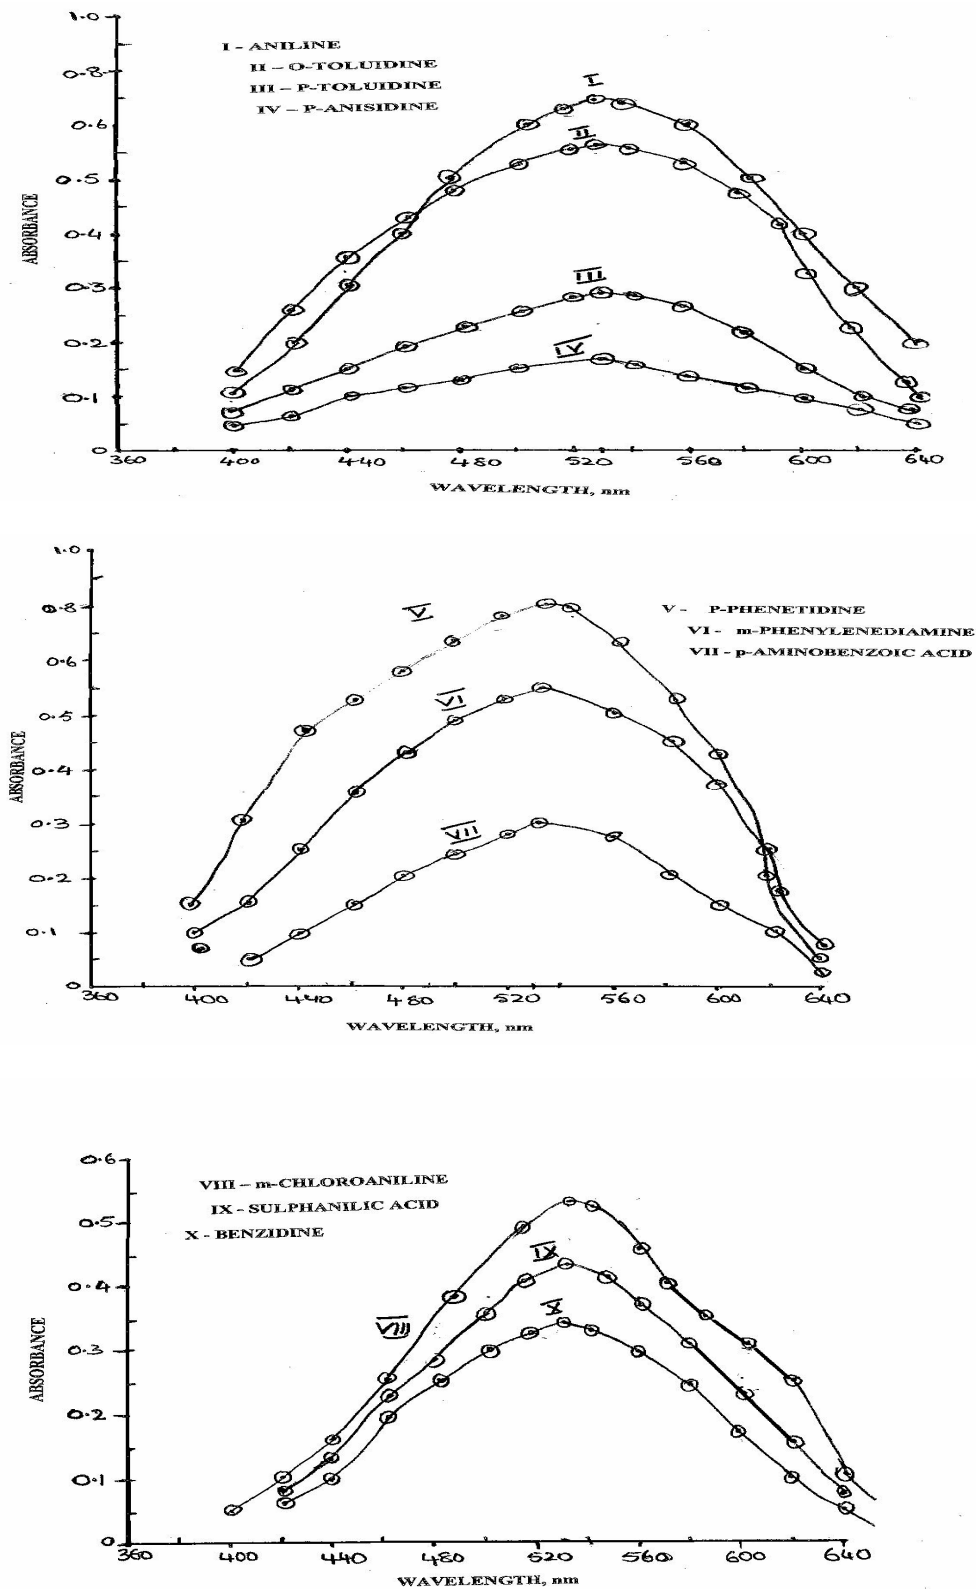 1.0
I - ANILINE
II - O-TOLUIDINE
III - P-TOLUIDINE
IV - P-ANISIDINE
0.8
0.6
0.5
0.4
0.3
0.2
0.1
0
ABSORBANCE
I
II
III
IV
360 400 440 480 520 560 600 640
WAVELENGTH, nm
1.0
0.8
0.6
0.5
0.4
0.3
0.2
0.1
0
ABSORBANCE
V
VI
VII
V - P-PHENETIDINE
VI - m-PHENYLENEDIAMINE
VII - p-AMINOBENZOIC ACID
360 400 440 480 520 560 600 640
WAVELENGTH, nm
0.6
VIII - m-CHLOROANILINE
IX - SULPHANILIC ACID
X - BENZIDINE
0.5
0.4
0.3
0.2
0.1
0
ABSORBANCE
VIII
IX
X
360 400 440 480 520 560 600 640
WAVELENGTH, nm